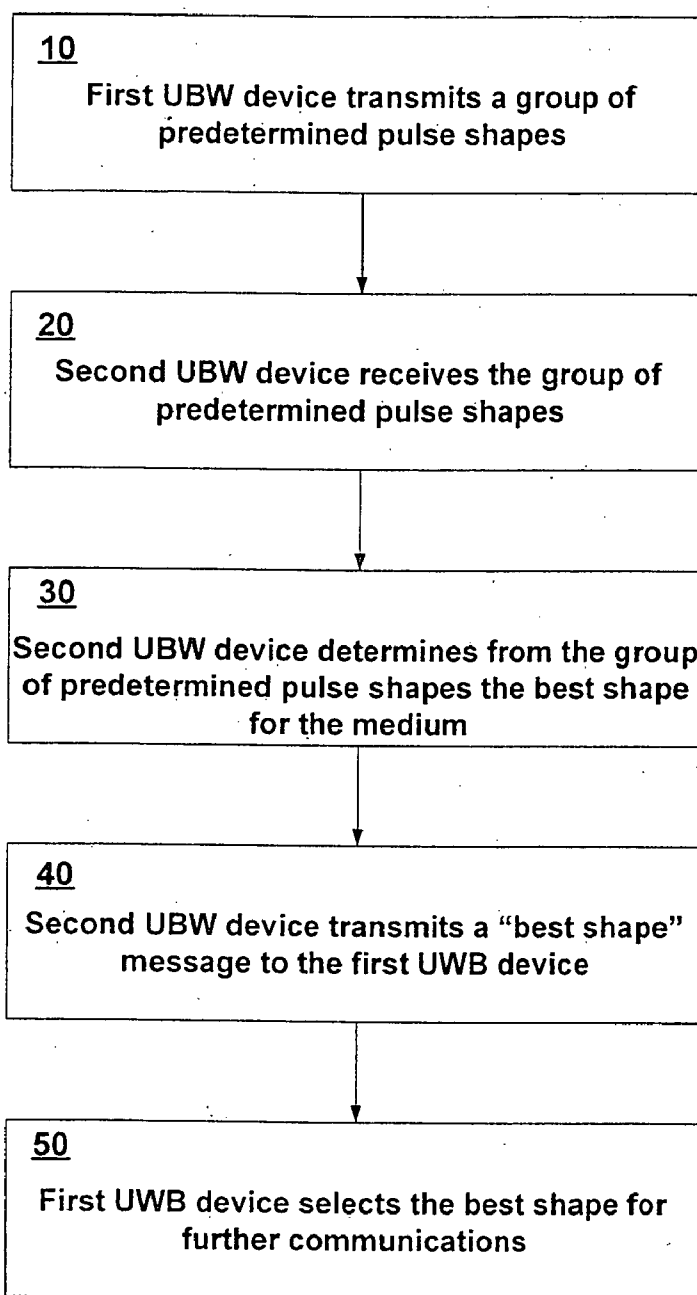 10
First UBW device transmits a group of
predetermined pulse shapes
20
Second UBW device receives the group of
predetermined pulse shapes
30
Second UBW device determines from the group
of predetermined pulse shapes the best shape
for the medium
40
Second UBW device transmits a “best shape”
message to the first UWB device
50
First UWB device selects the best shape for
further communications